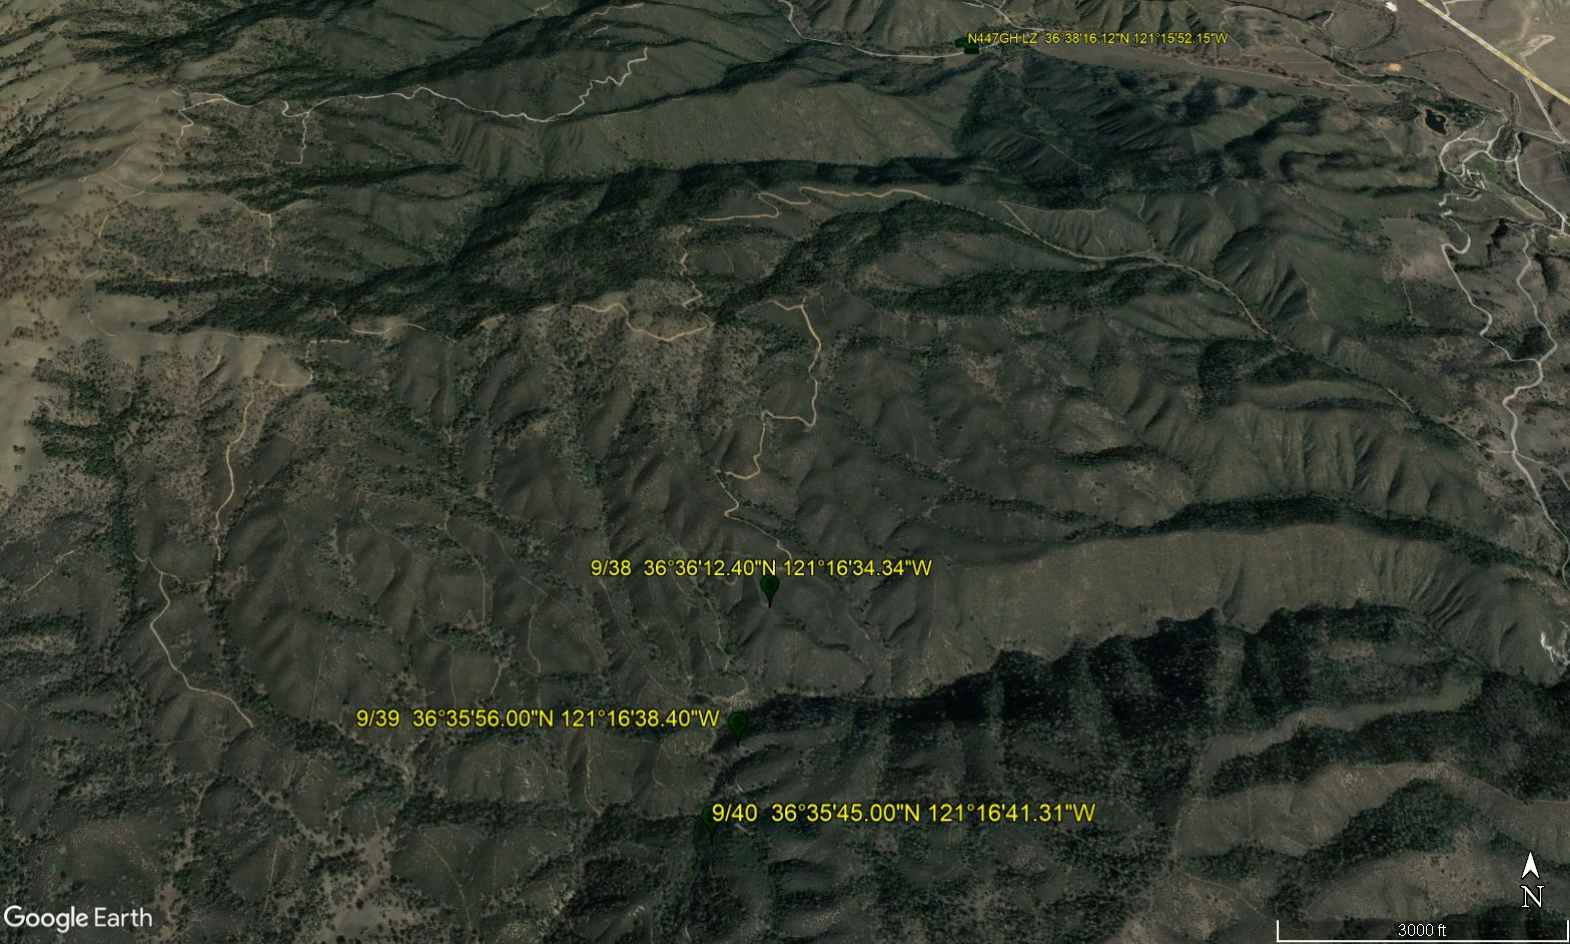 N447GH LZ  36°38'16.12"N 121°15'52.15"W
9/38  36°36'12.40"N 121°16'34.34"W
9/39  36°35'56.00"N 121°16'38.40"W
9/40  36°35'45.00"N 121°16'41.31"W
N
Google Earth
3000 ft